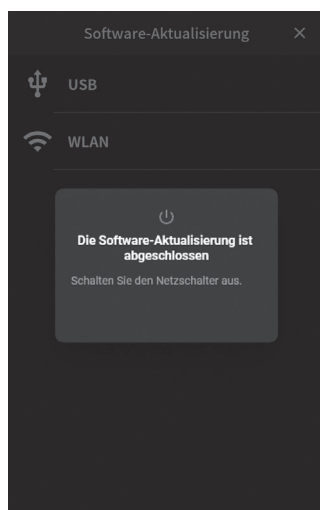 Software-Aktualisierung
USB
WLAN
Die Software-Aktualisierung ist
abgeschlossen
Schalten Sie den Netzschalter aus.